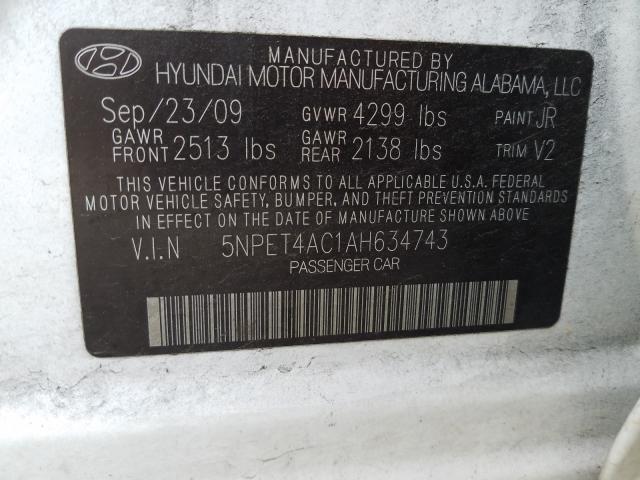 MANUFACTURED BY
HYUNDAI MOTOR MANUFACTURING ALABAMA, LLC
Sep/23/09 GVWR 4299 lbs PAINT JR
GAWR FRONT 2513 lbs GAWR REAR 2138 lbs TRIM V2
THIS VEHICLE CONFORMS TO ALL APPLICABLE U.S.A. FEDERAL
MOTOR VEHICLE SAFETY, BUMPER, AND THEFT PREVENTION STANDARDS
IN EFFECT ON THE DATE OF MANUFACTURE SHOWN ABOVE
V.I.N 5NPET4AC1AH634743
PASSENGER CAR